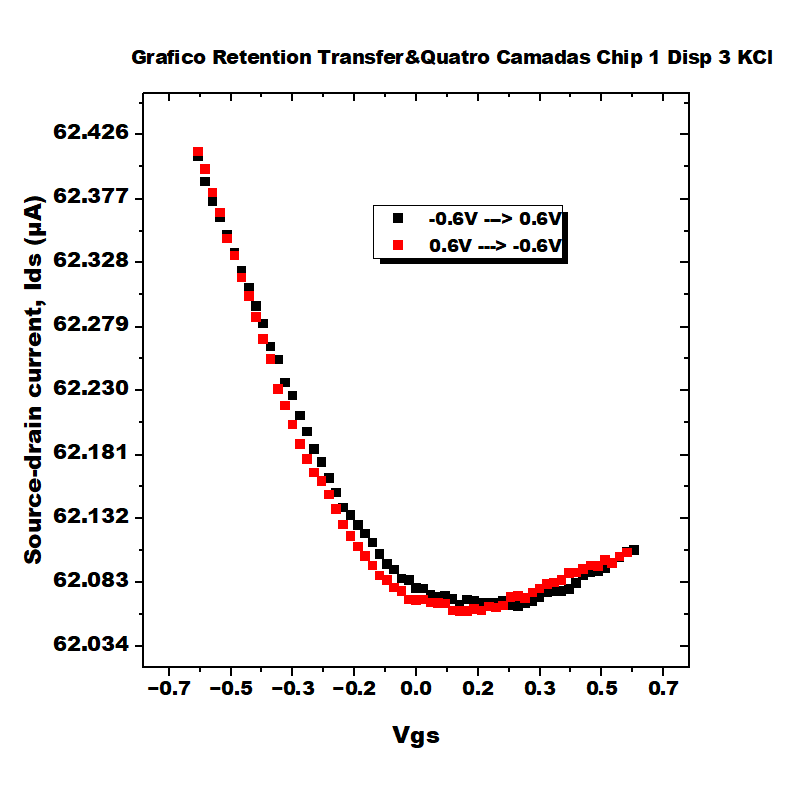 Grafico Retention Transfer&Quatro Camadas Chip 1 Disp 3 KCl
62.426
62.377
62.328
62.279
62.230
62.181
62.132
62.083
62.034
Source-drain current, Ids (µA)
-0.6V ---> 0.6V
0.6V ---> -0.6V
−0.7 −0.5 −0.3 −0.2 0.0 0.2 0.3 0.5 0.7
Vgs